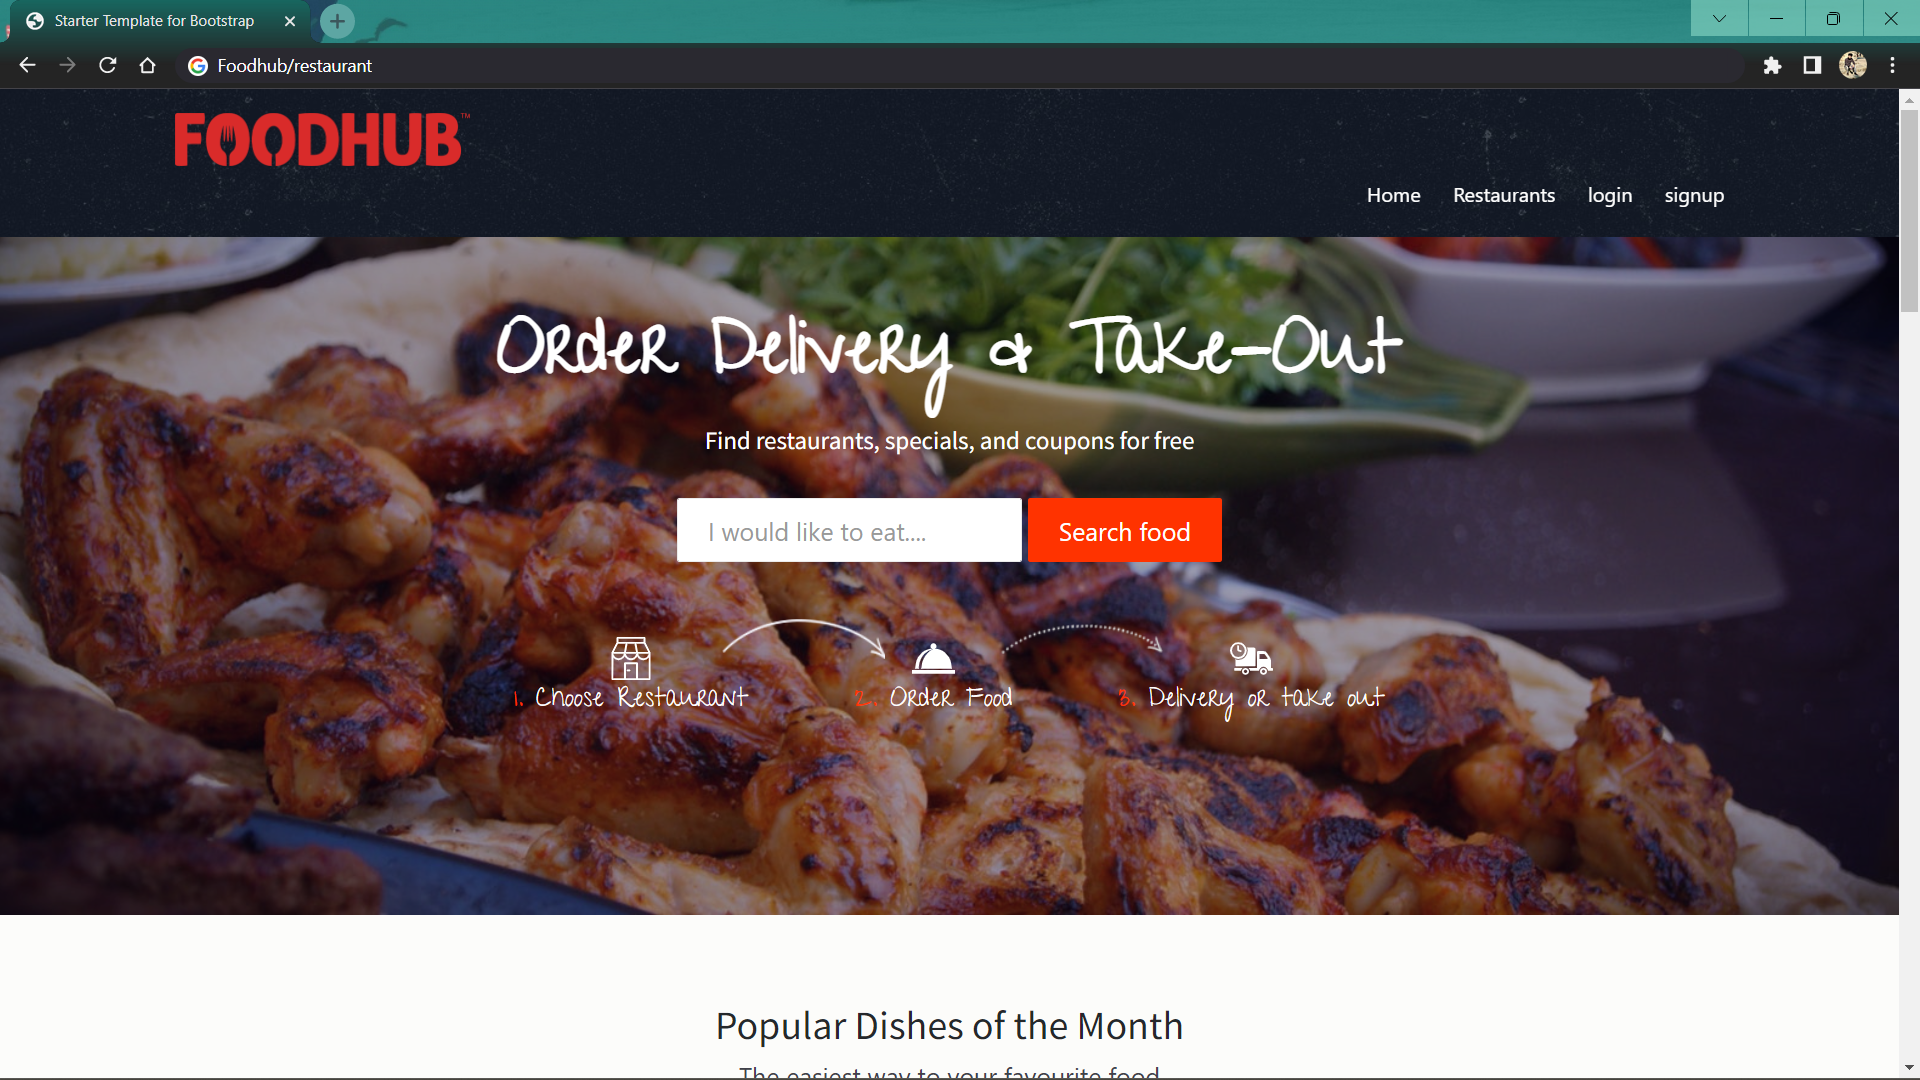 Starter Template for Bootstrap
Foodhub/restaurant
FOODHUB™
Home Restaurants login signup
Order Delivery & Take-Out
Find restaurants, specials, and coupons for free
I would like to eat.... Search food
1. Choose Restaurant 2. Order Food 3. Delivery or take out
Popular Dishes of the Month
The easiest way to your favourite food